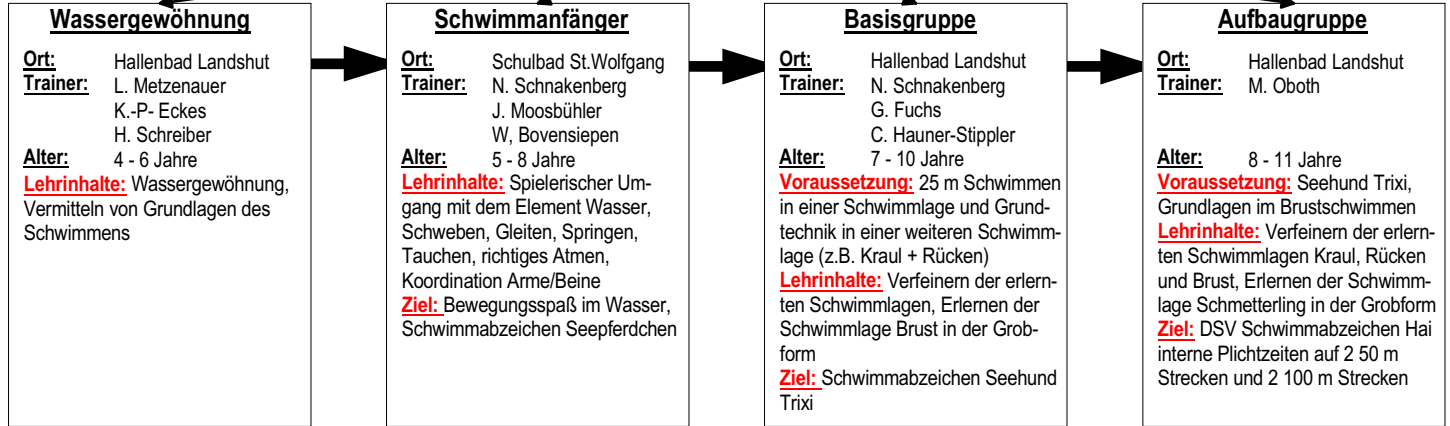 Wassergewöhnung
Ort: Hallenbad Landshut
Trainer: L. Metzenauer
K.-P- Eckes
H. Schreiber
Alter: 4 - 6 Jahre
Lehrinhalte: Wassergewöhnung,
Vermitteln von Grundlagen des
Schwimmens
Schwimmanfänger
Ort: Schulbad St.Wolfgang
Trainer: N. Schnakenberg
J. Moosbühler
W, Bovensiepen
Alter: 5 - 8 Jahre
Lehrinhalte: Spielerischer Um-
gang mit dem Element Wasser,
Schweben, Gleiten, Springen,
Tauchen, richtiges Atmen,
Koordination Arme/Beine
Ziel: Bewegungsspaß im Wasser,
Schwimmabzeichen Seepferdchen
Basisgruppe
Ort: Hallenbad Landshut
Trainer: N. Schnakenberg
G. Fuchs
C. Hauner-Stippler
Alter: 7 - 10 Jahre
Voraussetzung: 25 m Schwimmen
in einer Schwimmlage und Grund-
technik in einer weiteren Schwimm-
lage (z.B. Kraul + Rücken)
Lehrinhalte: Verfeinern der erlern-
ten Schwimmlagen, Erlernen der
Schwimmlage Brust in der Grob-
form
Ziel: Schwimmabzeichen Seehund
Trixi
Aufbaugruppe
Ort: Hallenbad Landshut
Trainer: M. Oboth
Alter: 8 - 11 Jahre
Voraussetzung: Seehund Trixi,
Grundlagen im Brustschwimmen
Lehrinhalte: Verfeinern der erlern-
ten Schwimmlagen Kraul, Rücken
und Brust, Erlernen der Schwimm-
lage Schmetterling in der Grobform
Ziel: DSV Schwimmabzeichen Hai
interne Plichtzeiten auf 2 50 m
Strecken und 2 100 m Strecken